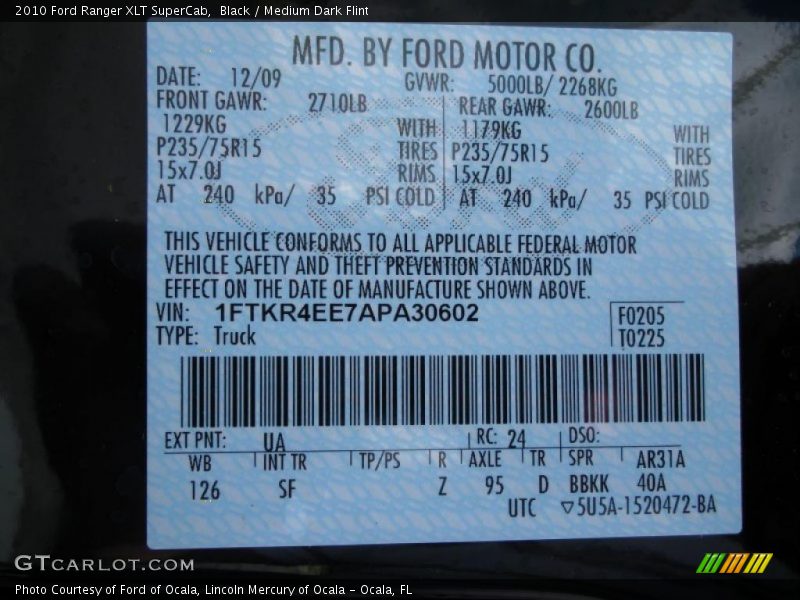 2010 Ford Ranger XLT SuperCab, Black / Medium Dark Flint
MFD. BY FORD MOTOR CO.
DATE: 12/09 GVWR: 5000LB/ 2268KG
FRONT GAWR: 2710LB REAR GAWR: 2600LB
1229KG WITH 1179KG WITH
P235/75R15 TIRES P235/75R15 TIRES
15x7.0J RIMS 15x7.0J RIMS
AT 240 kPa/ 35 PSI COLD AT 240 kPa/ 35 PSI COLD
THIS VEHICLE CONFORMS TO ALL APPLICABLE FEDERAL MOTOR
VEHICLE SAFETY AND THEFT PREVENTION STANDARDS IN
EFFECT ON THE DATE OF MANUFACTURE SHOWN ABOVE.
VIN: 1FTKR4EE7APA30602 F0205
TYPE: Truck T0225
EXT PNT: UA RC: 24 DSO:
WB INT TR TP/PS R AXLE TR SPR AR31A
126 SF Z 95 D BBKK 40A
UTC ▽5U5A-1520472-BA
GTCARLOT.COM
Photo Courtesy of Ford of Ocala, Lincoln Mercury of Ocala - Ocala, FL